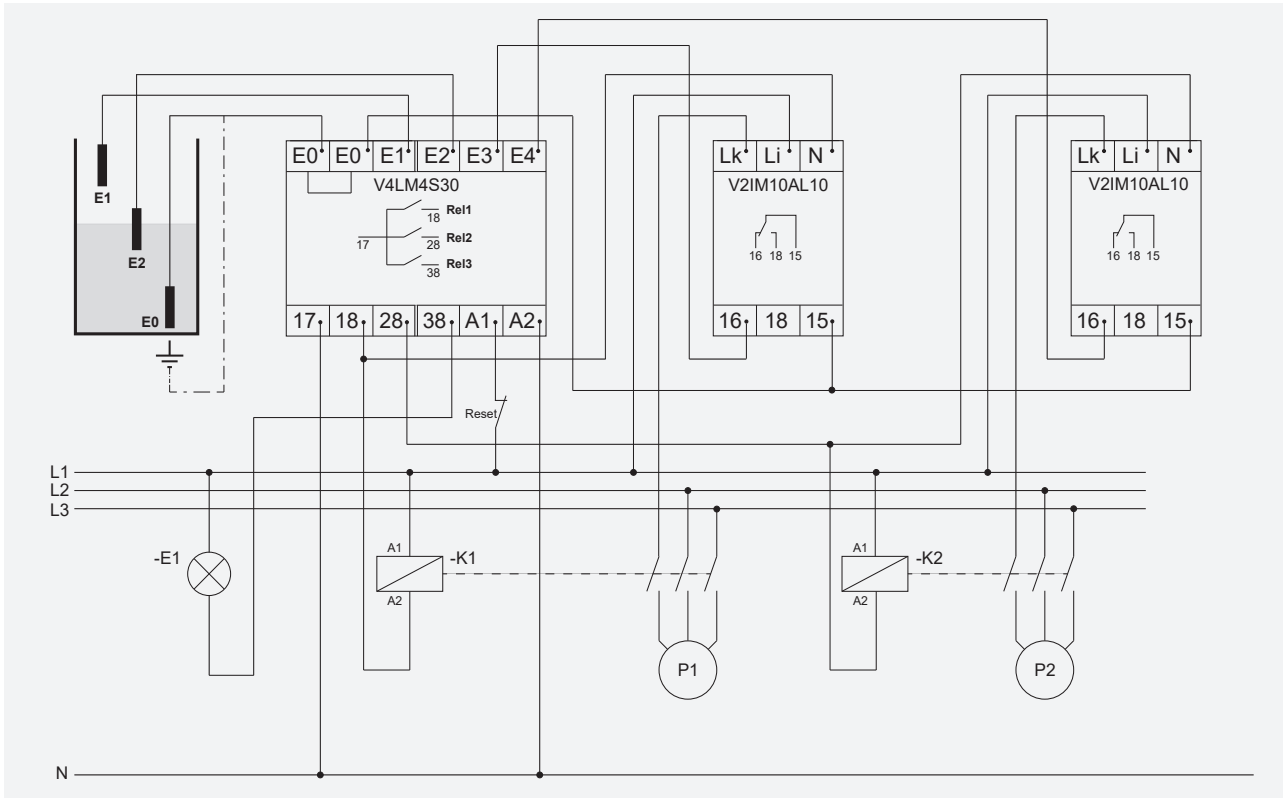 E0 E0 E1 E2 E3 E4
V4LM4S30
18 Rel1
17 28 Rel2
38 Rel3
17 18 28 38 A1 A2
Lk Li N
V2IM10AL10
16 18 15
16 18 15
Lk Li N
V2IM10AL10
16 18 15
16 18 15
E1
E2
E0
Reset
L1
L2
L3
-E1
A1
-K1
A2
A1
-K2
A2
P1
P2
N